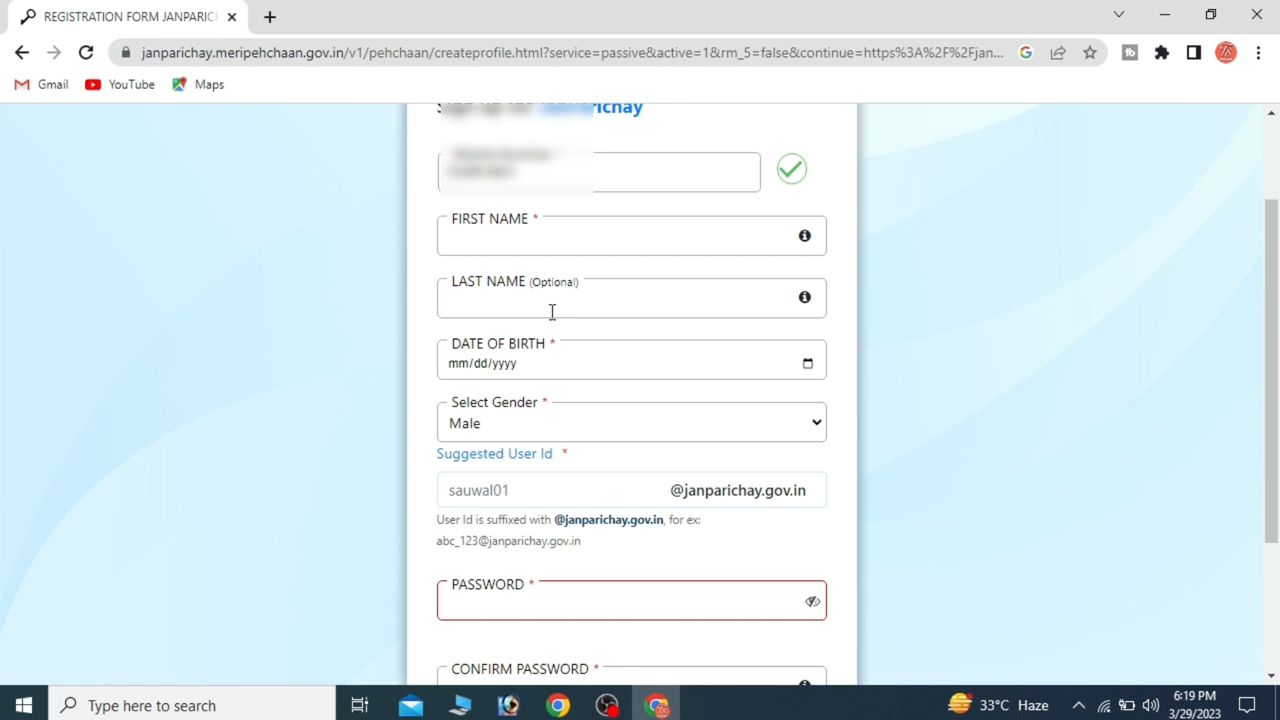 REGISTRATION FORM JANPARICH
janparichay.meripehchaan.gov.in/v1/pehchaan/createprofile.html?service=passive&active=1&rm_5=false&continue=https%3A%2F%2Fjan...
Gmail YouTube Maps
FIRST NAME *
LAST NAME (Optional)
DATE OF BIRTH *
mm/dd/yyyy
Select Gender *
Male
Suggested User Id *
sauwal01 @janparichay.gov.in
User Id is suffixed with @janparichay.gov.in, for ex:
abc_123@janparichay.gov.in
PASSWORD *
CONFIRM PASSWORD *
Type here to search
33°C Haze
6:19 PM
3/29/2023